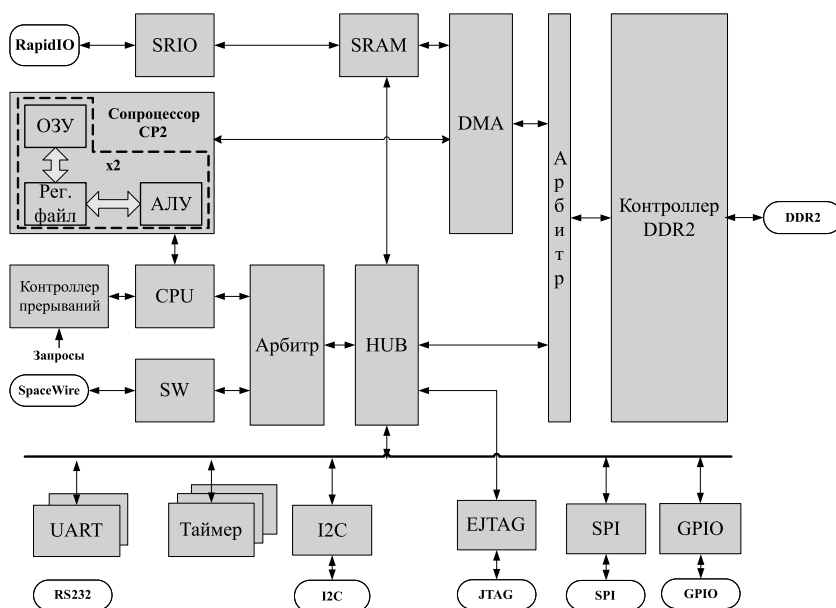 RapidIO
SRIO
SRAM
DMA
Арбитр
Контроллер
DDR2
DDR2
Сопроцессор
CP2
ОЗУ
x2
Рег.
файл
АЛУ
Контроллер
прерываний
CPU
Арбитр
HUB
Запросы
SpaceWire
SW
UART
Таймер
I2C
EJTAG
SPI
GPIO
RS232
I2C
JTAG
SPI
GPIO